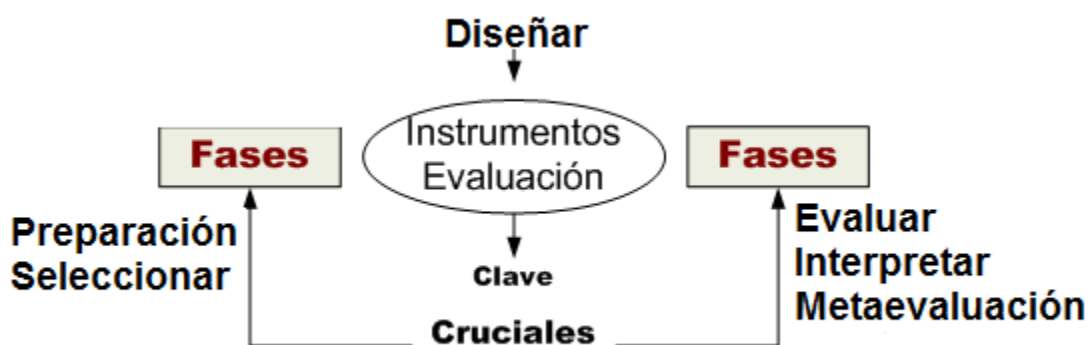 Diseñar
Instrumentos
Evaluación
Fases
Fases
Preparación
Seleccionar
Evaluar
Interpretar
Metaevaluación
Clave
Cruciales